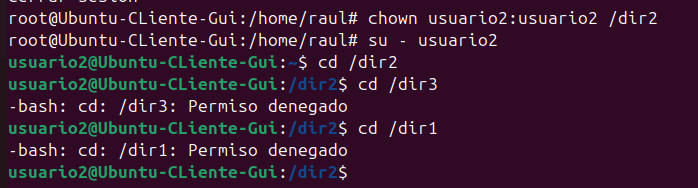 root@Ubuntu-CLiente-Gui:/home/raul# chown usuario2:usuario2 /dir2
root@Ubuntu-CLiente-Gui:/home/raul# su - usuario2
usuario2@Ubuntu-CLiente-Gui:~$ cd /dir2
usuario2@Ubuntu-CLiente-Gui:/dir2$ cd /dir3
-bash: cd: /dir3: Permiso denegado
usuario2@Ubuntu-CLiente-Gui:/dir2$ cd /dir1
-bash: cd: /dir1: Permiso denegado
usuario2@Ubuntu-CLiente-Gui:/dir2$